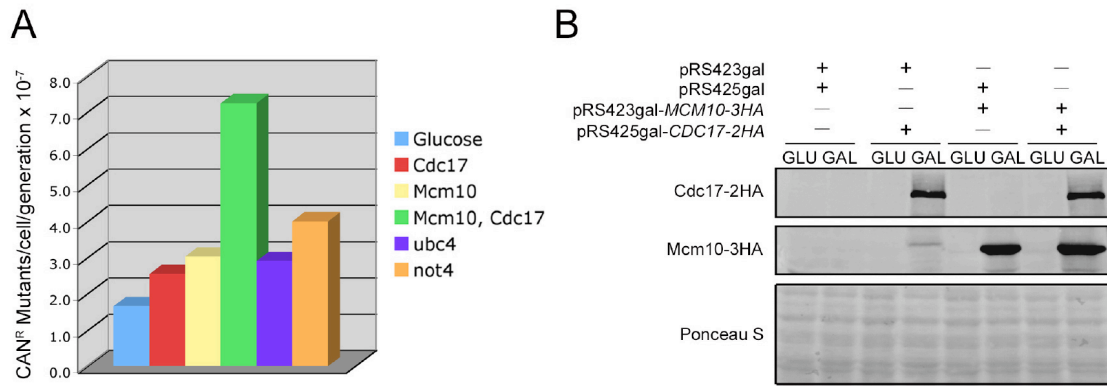 A
CANᴿ Mutants/cell/generation x 10⁻⁷
8.0
7.0
6.0
5.0
4.0
3.0
2.0
1.0
0.0
Glucose
Cdc17
Mcm10
Mcm10, Cdc17
ubc4
not4
B
pRS423gal + + — —
pRS425gal + — + —
pRS423gal-MCM10-3HA — — + +
pRS425gal-CDC17-2HA — + — +
GLU GAL GLU GAL GLU GAL GLU GAL
Cdc17-2HA
Mcm10-3HA
Ponceau S